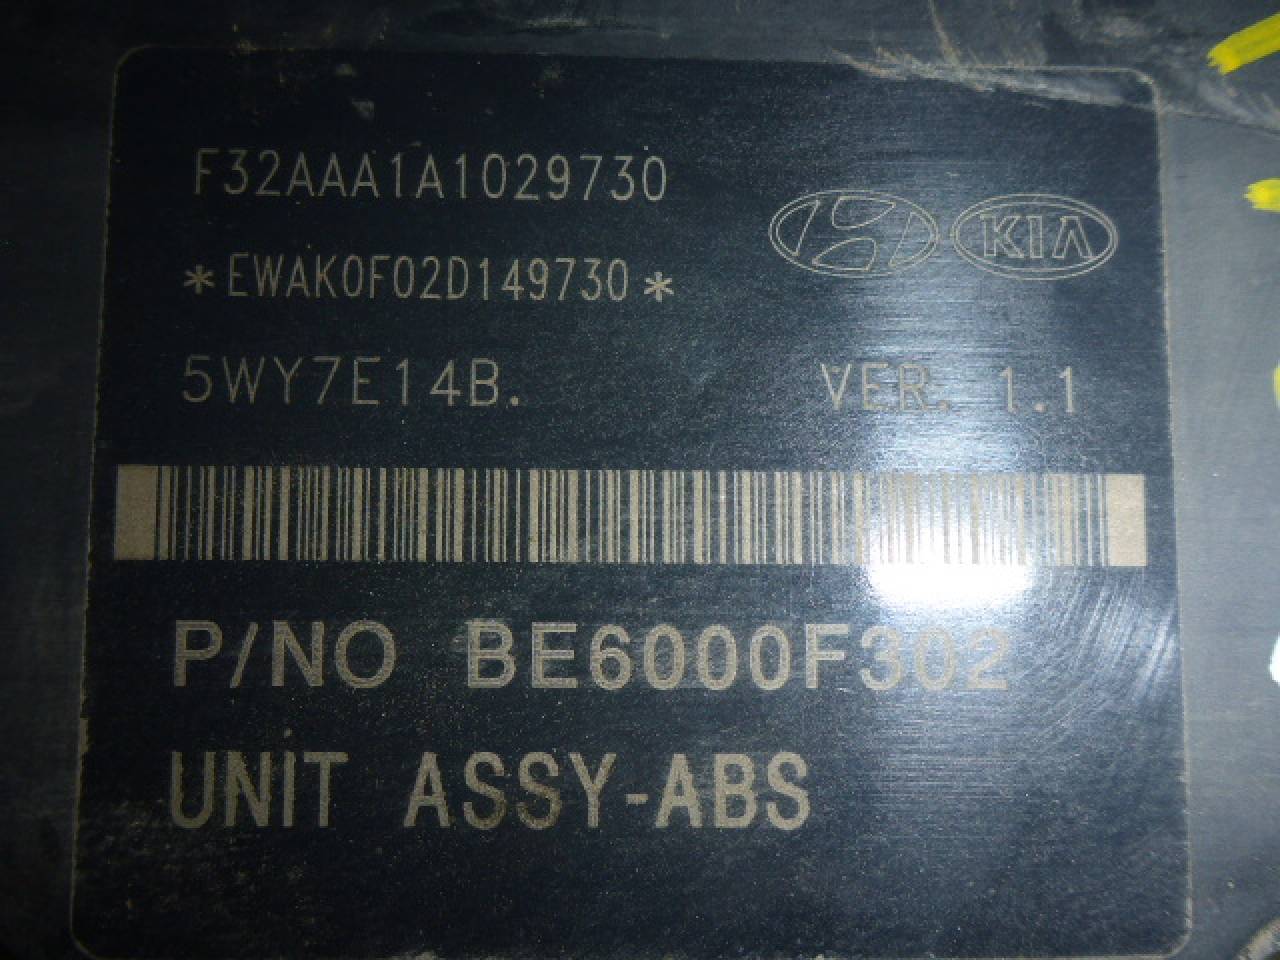 F32AAA1A1029730
*EWAK0F02D149730*
KIA
5WY7E14B. VER. 1.1
P/NO BE6000F302
UNIT ASSY-ABS